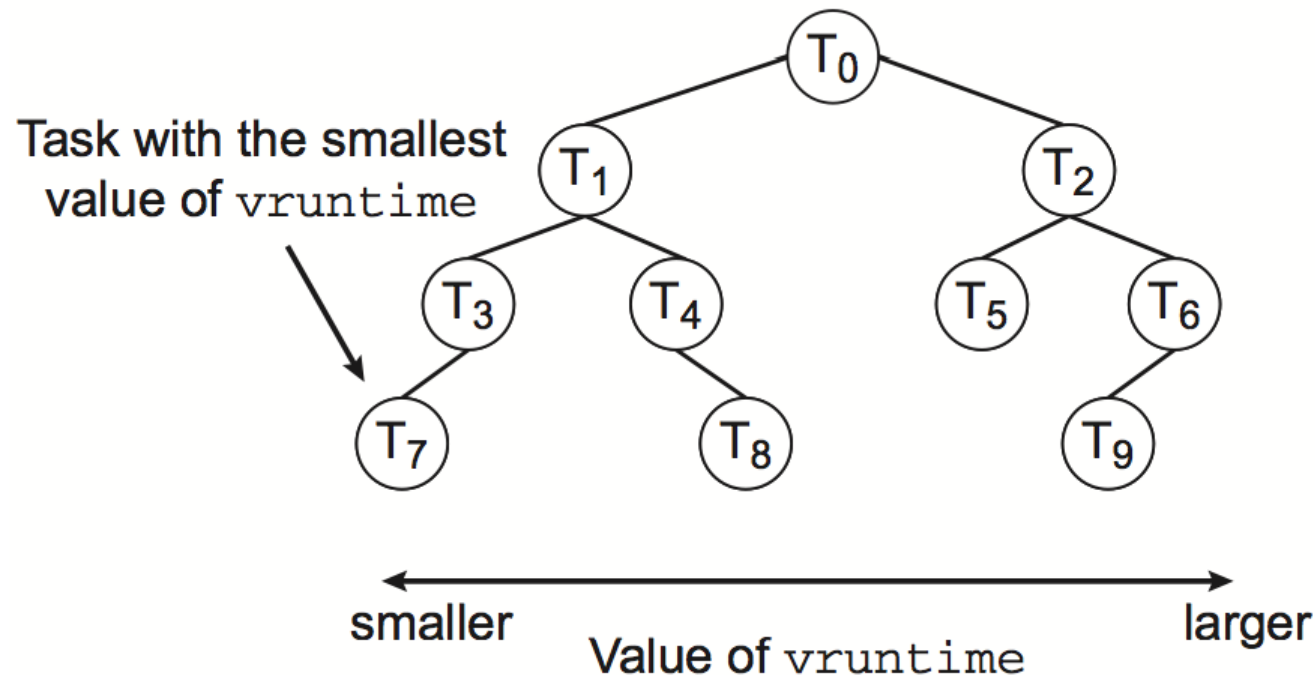 T0
Task with the smallest
value of vruntime
T1
T2
T3
T4
T5
T6
T7
T8
T9
smaller
larger
Value of vruntime